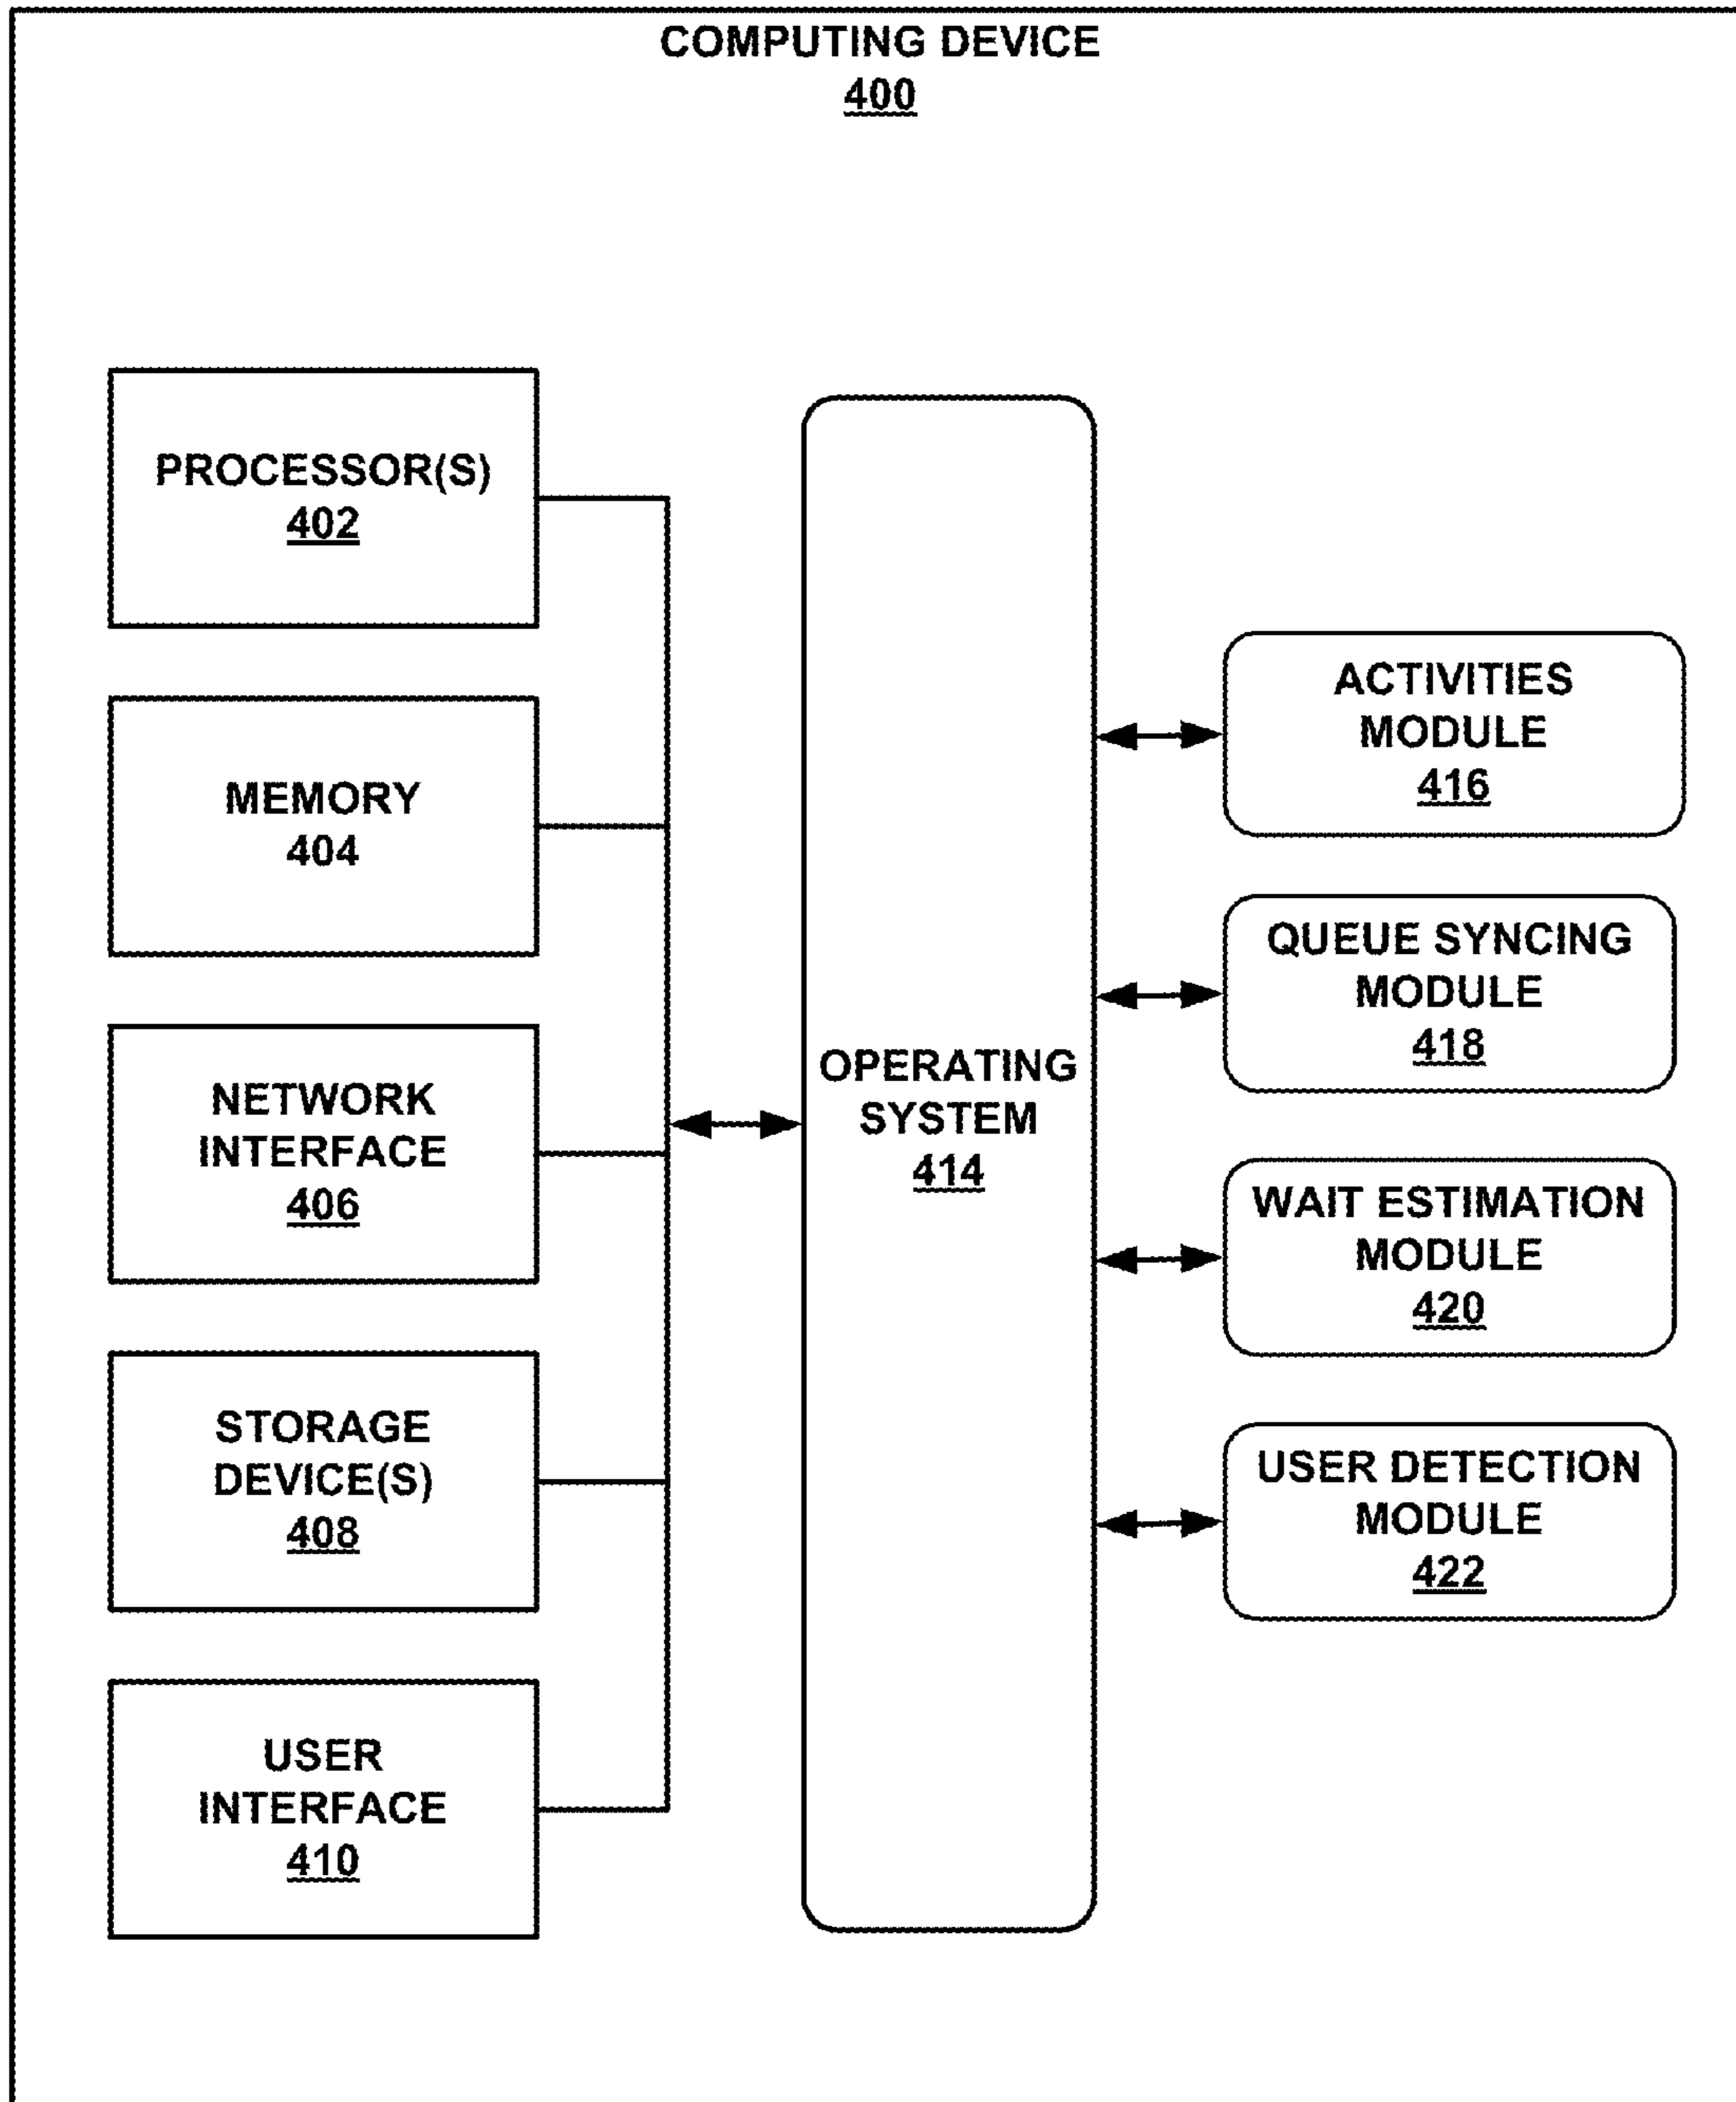 COMPUTING DEVICE
400
PROCESSOR(S)
402
MEMORY
404
NETWORK
INTERFACE
406
STORAGE
DEVICE(S)
408
USER
INTERFACE
410
OPERATING
SYSTEM
414
ACTIVITIES
MODULE
416
QUEUE SYNCING
MODULE
418
WAIT ESTIMATION
MODULE
420
USER DETECTION
MODULE
422